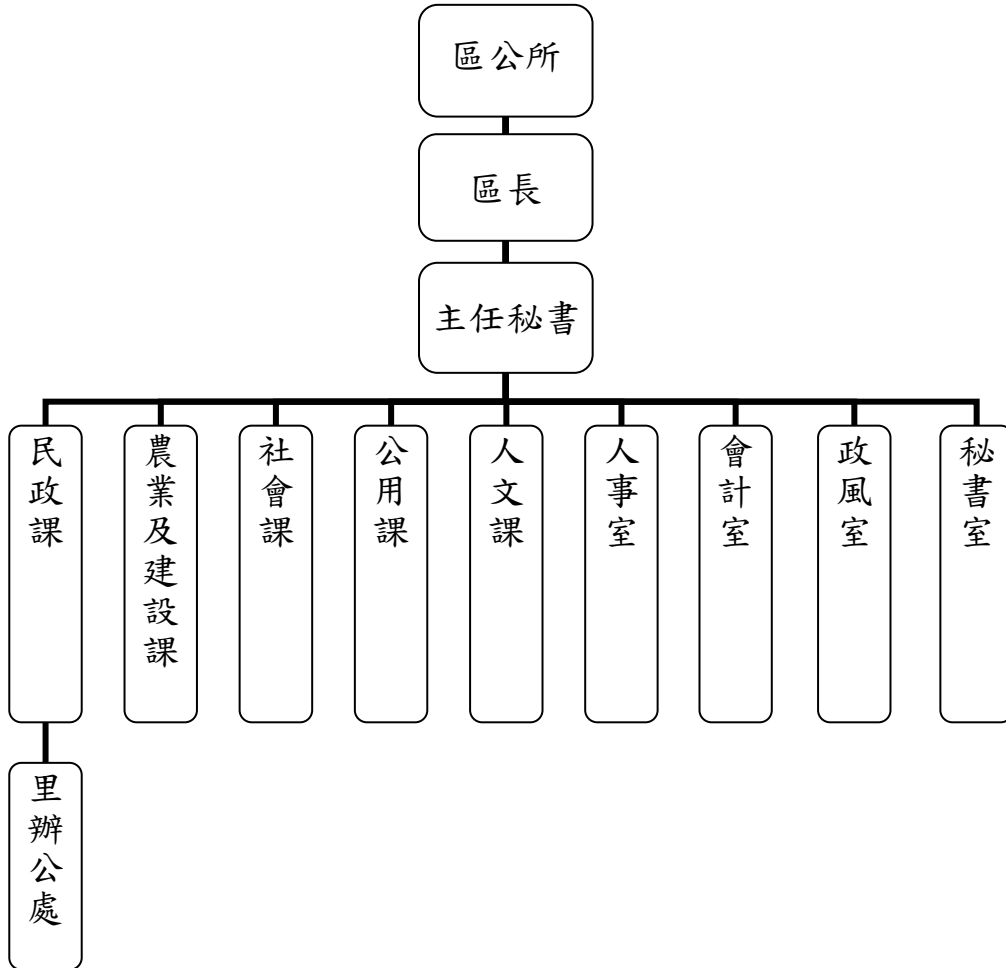 區公所
區長
主任秘書
民政課
農業及建設課
社會課
公用課
人文課
人事室
會計室
政風室
秘書室
里辦公處